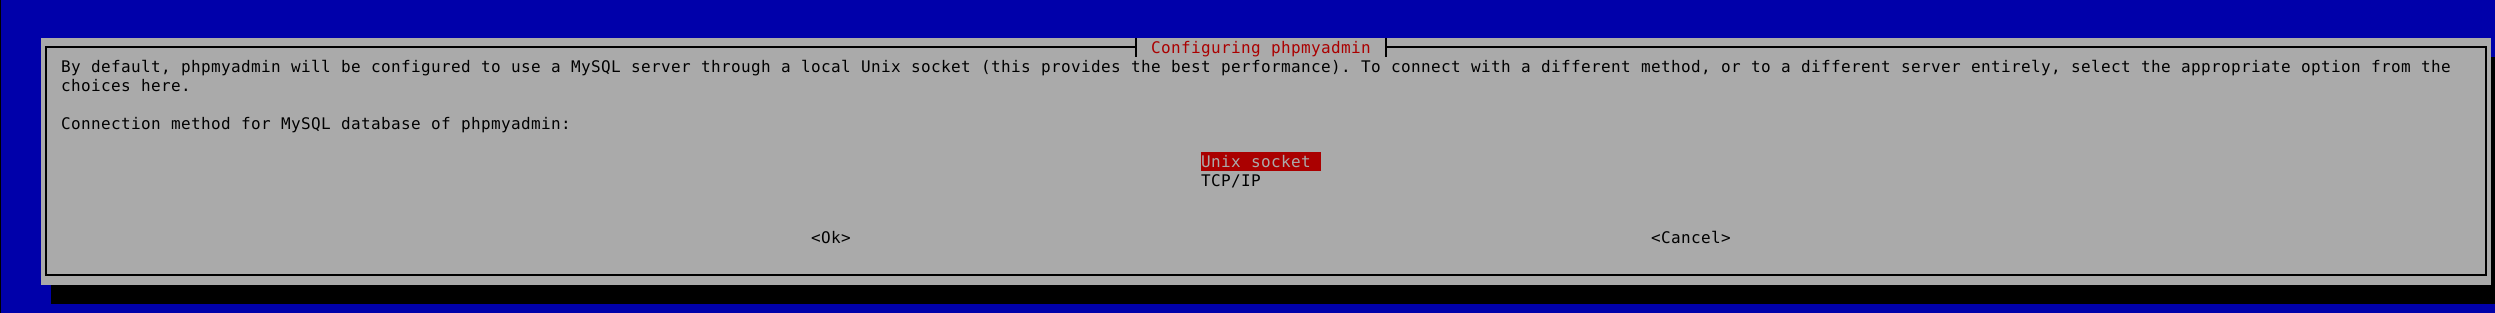 Configuring phpmyadmin
By default, phpmyadmin will be configured to use a MySQL server through a local Unix socket (this provides the best performance). To connect with a different method, or to a different server entirely, select the appropriate option from the
choices here.
Connection method for MySQL database of phpmyadmin:
Unix socket
TCP/IP
<Ok> <Cancel>